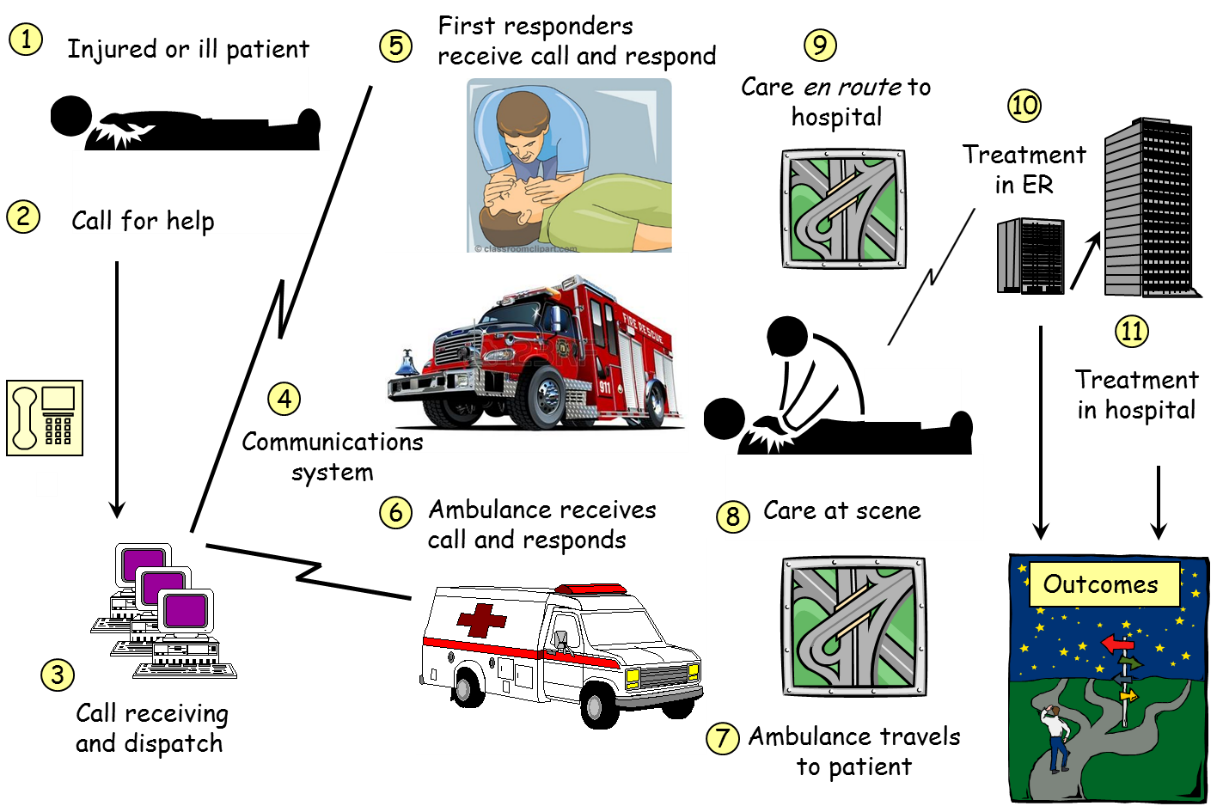 1
Injured or ill patient
2
Call for help
3
Call receiving
and dispatch
4
Communications
system
5
First responders
receive call and respond
© classroomclipart.com
FIRE RESCUE
911
6
Ambulance receives
call and responds
7
Ambulance travels
to patient
8
Care at scene
9
Care en route to
hospital
10
Treatment
in ER
11
Treatment
in hospital
Outcomes